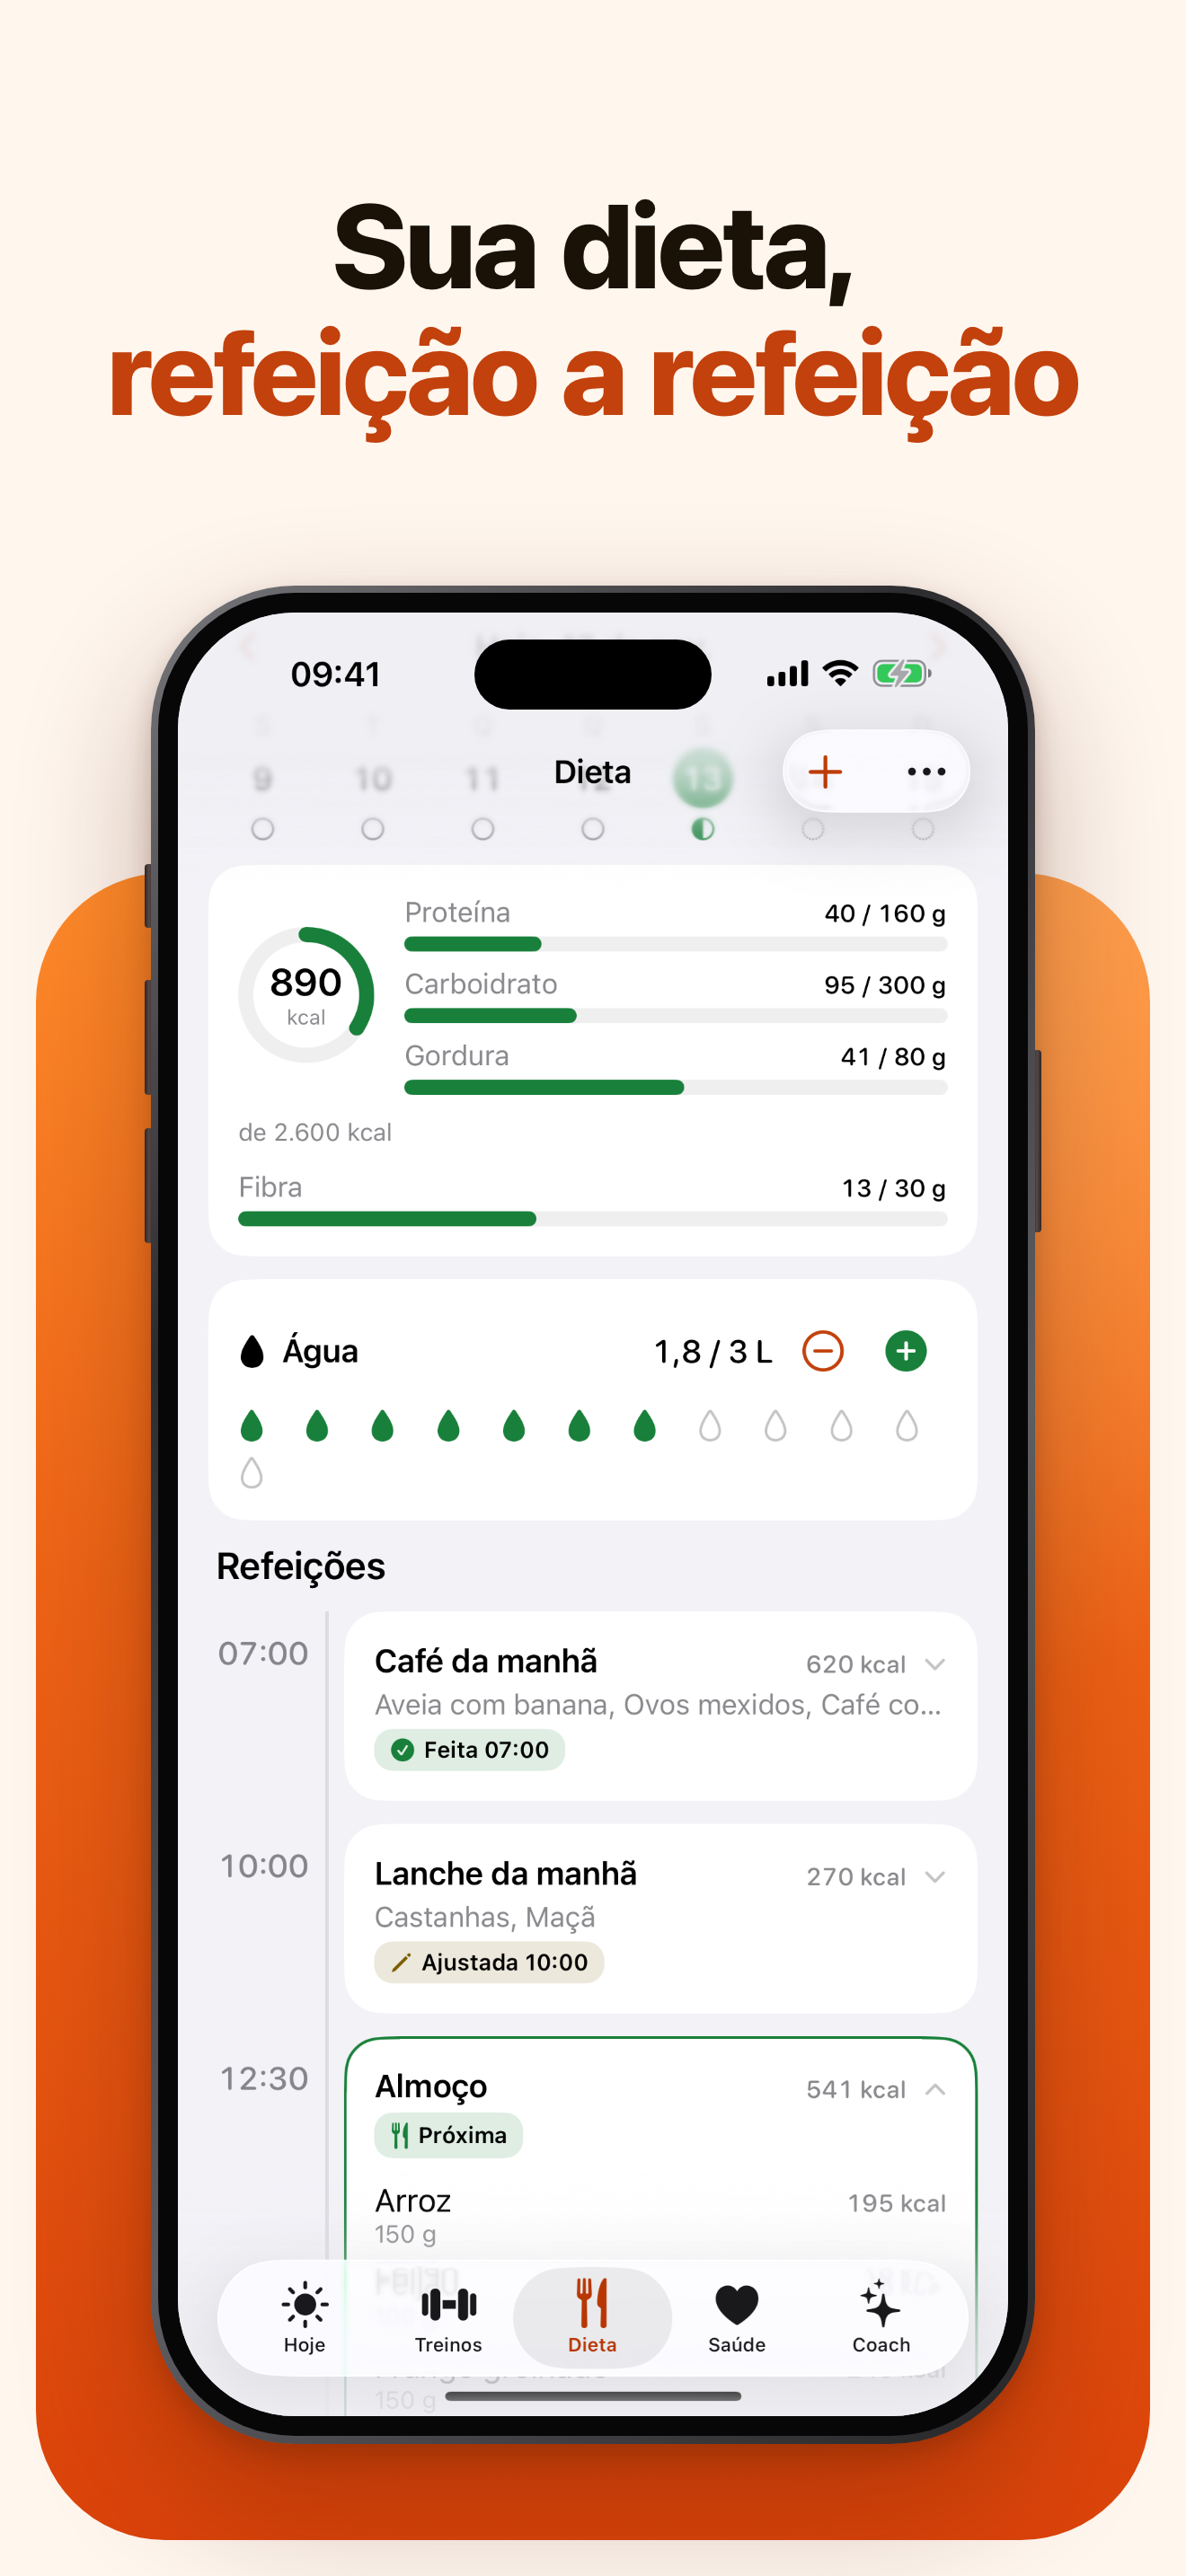 Sua dieta,
refeição a refeição
09:41
9 10 11 12 13
Dieta
Proteína 40 / 160 g
890
kcal
Carboidrato 95 / 300 g
Gordura 41 / 80 g
de 2.600 kcal
Fibra 13 / 30 g
Água 1,8 / 3 L
Refeições
07:00
Café da manhã 620 kcal
Aveia com banana, Ovos mexidos, Café co...
Feita 07:00
10:00
Lanche da manhã 270 kcal
Castanhas, Maçã
Ajustada 10:00
12:30
Almoço 541 kcal
Próxima
Arroz 195 kcal
150 g
Hoje Treinos Dieta Saúde Coach
150 g